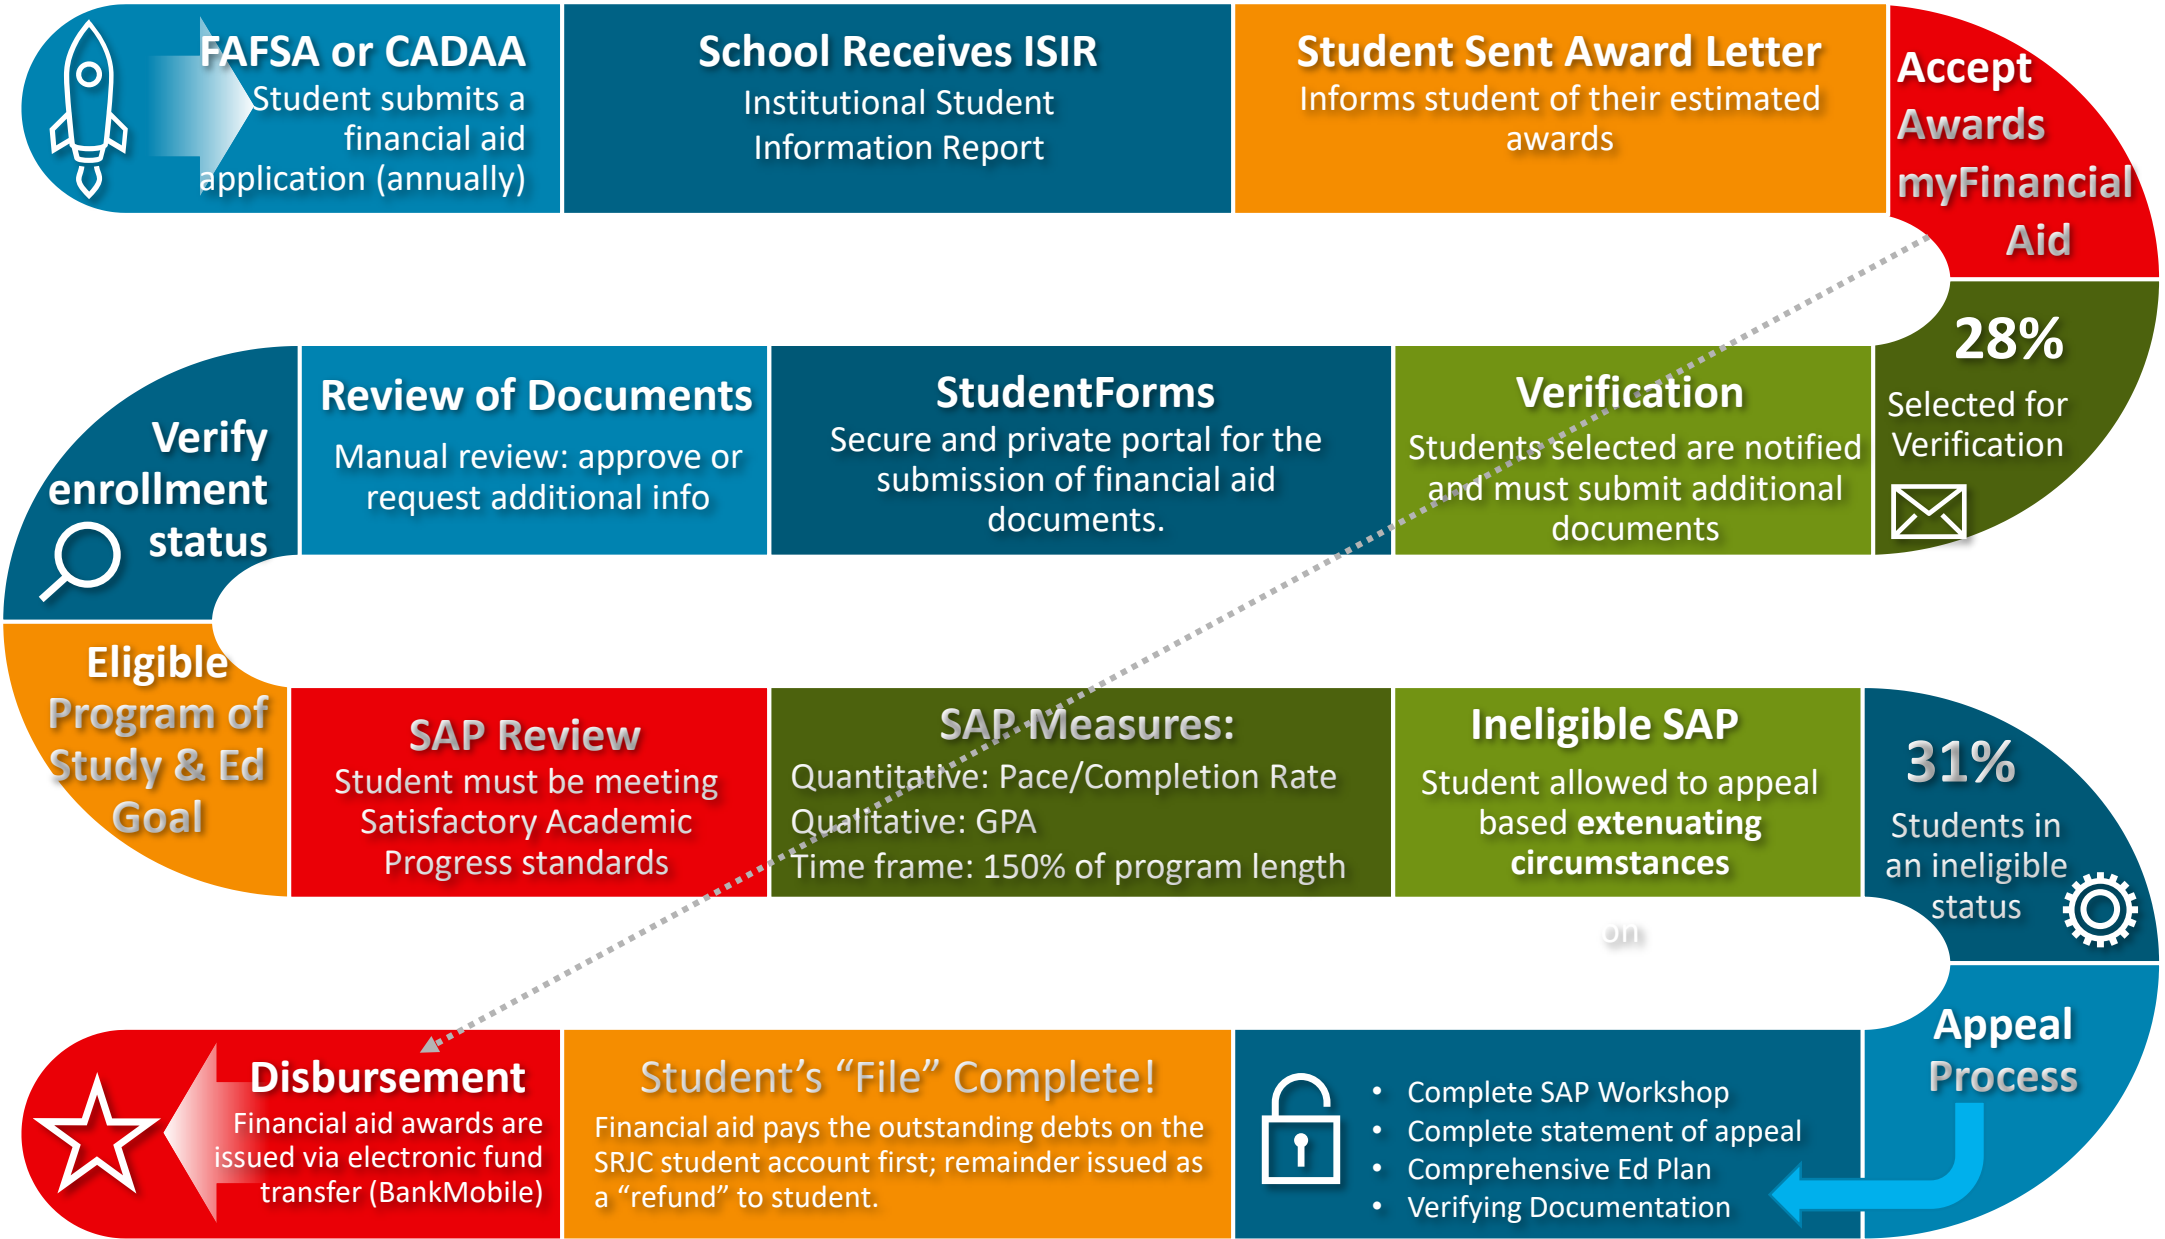 FAFSA or CADAA
Student submits a
financial aid
application (annually)
School Receives ISIR
Institutional Student
Information Report
Student Sent Award Letter
Informs student of their estimated
awards
Accept
Awards
myFinancial
Aid
28%
Selected for
Verification
Verification
Students selected are notified
and must submit additional
documents
StudentForms
Secure and private portal for the
submission of financial aid
documents.
Review of Documents
Manual review: approve or
request additional info
Verify
enrollment
status
Eligible
Program of
Study & Ed
Goal
SAP Review
Student must be meeting
Satisfactory Academic
Progress standards
SAP Measures:
Quantitative: Pace/Completion Rate
Qualitative: GPA
Time frame: 150% of program length
Ineligible SAP
Student allowed to appeal
based extenuating
circumstances
on
31%
Students in
an ineligible
status
Appeal
Process
• Complete SAP Workshop
• Complete statement of appeal
• Comprehensive Ed Plan
• Verifying Documentation
Student’s “File” Complete!
Financial aid pays the outstanding debts on the
SRJC student account first; remainder issued as
a “refund” to student.
Disbursement
Financial aid awards are
issued via electronic fund
transfer (BankMobile)